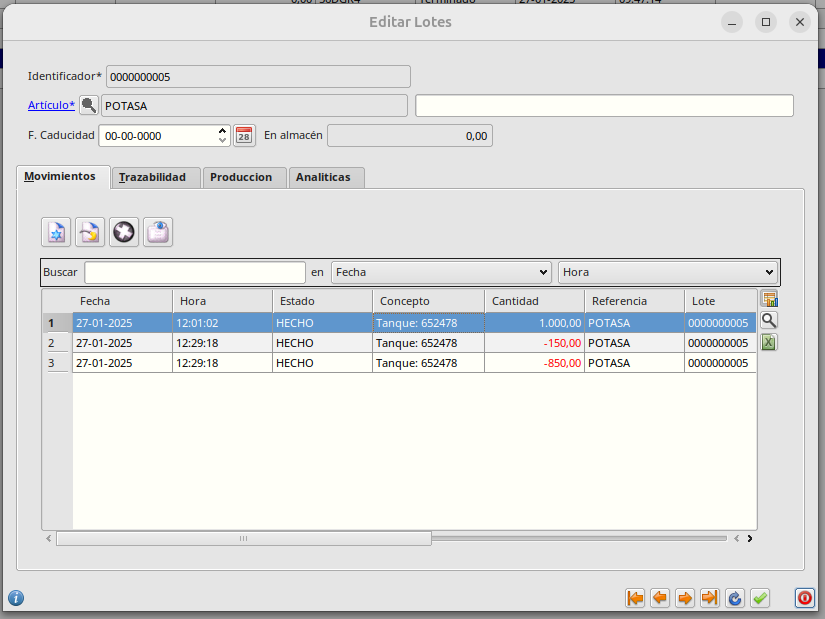 Editar Lotes
Identificador* 0000000005
Artículo* POTASA
F. Caducidad 00-00-0000 28 En almacén 0,00
Movimientos Trazabilidad Produccion Analiticas
Buscar en Fecha Hora
Fecha Hora Estado Concepto Cantidad Referencia Lote
1 27-01-2025 12:01:02 HECHO Tanque: 652478 1.000,00 POTASA 0000000005
2 27-01-2025 12:29:18 HECHO Tanque: 652478 -150,00 POTASA 0000000005
3 27-01-2025 12:29:18 HECHO Tanque: 652478 -850,00 POTASA 0000000005